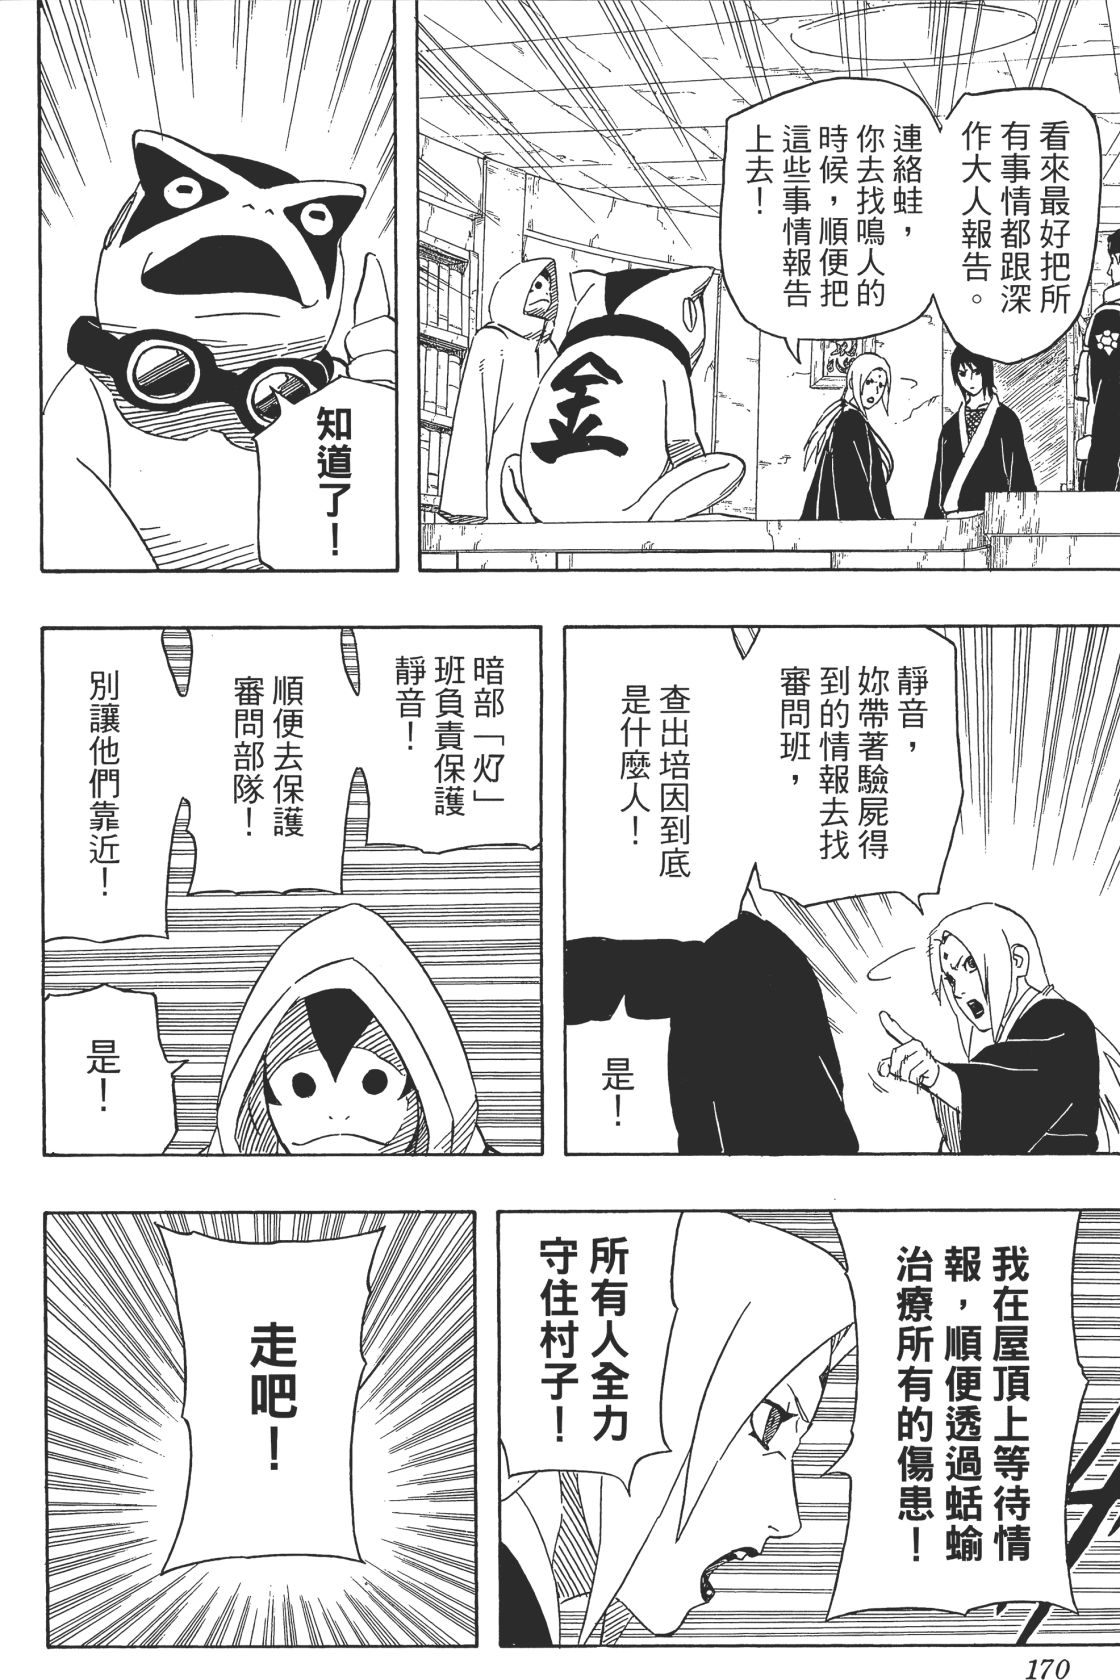 看來最好把所
有事情都跟深
作大人報告。
連絡蛙，
你去找鳴人的
時候，順便把
這些事情報告
上去！
金
知道了！
靜音，
妳帶著驗屍得
到的情報去找
審問班，
查出培因到底
是什麼人！
是！
暗部「灯」
班負責保護
靜音！
順便去保護
審問部隊！
別讓他們靠近！
是！
我在屋頂上等待情
報，順便透過蛞蝓
治療所有的傷患！
所有人全力
守住村子！
走吧！
170